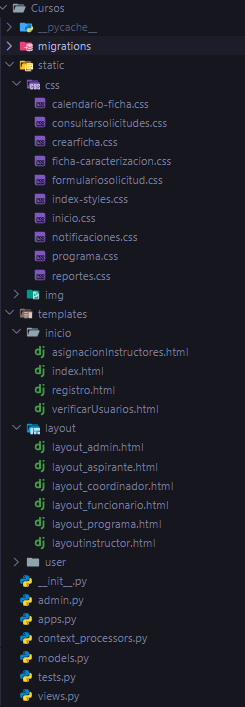 Cursos
__pycache__
migrations
static
css
calendario-ficha.css
consultarsolicitudes.css
crearficha.css
ficha-caracterizacion.css
formulariosolicitud.css
index-styles.css
inicio.css
notificaciones.css
programa.css
reportes.css
img
templates
inicio
asignacionInstructores.html
index.html
registro.html
verificarUsuarios.html
layout
layout_admin.html
layout_aspirante.html
layout_coordinador.html
layout_funcionario.html
layout_programa.html
layoutinstructor.html
user
__init__.py
admin.py
apps.py
context_processors.py
models.py
tests.py
views.py